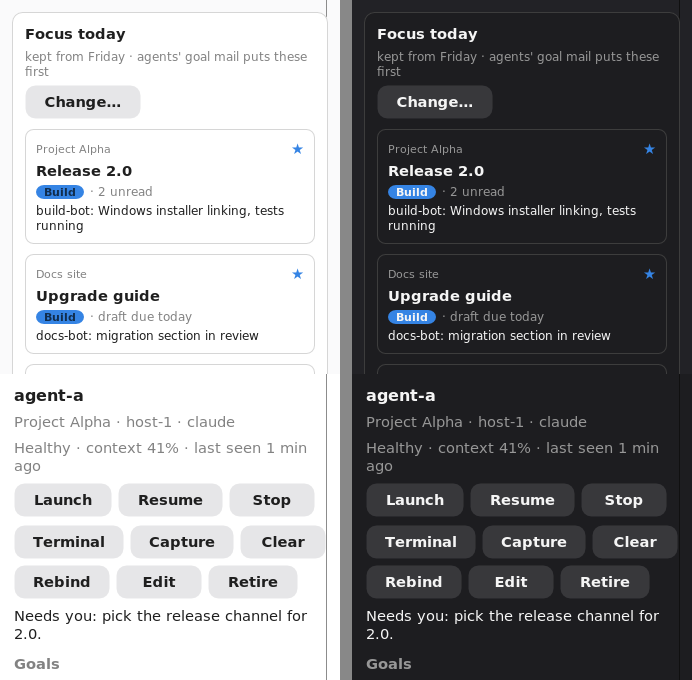 Focus today
kept from Friday · agents' goal mail puts these
first
Change...
Project Alpha ★
Release 2.0
Build · 2 unread
build-bot: Windows installer linking, tests
running
Docs site ★
Upgrade guide
Build · draft due today
docs-bot: migration section in review
agent-a
Project Alpha · host-1 · claude
Healthy · context 41% · last seen 1 min
ago
Launch Resume Stop
Terminal Capture Clear
Rebind Edit Retire
Needs you: pick the release channel for
2.0.
Goals
Focus today
kept from Friday · agents' goal mail puts these
first
Change...
Project Alpha ★
Release 2.0
Build · 2 unread
build-bot: Windows installer linking, tests
running
Docs site ★
Upgrade guide
Build · draft due today
docs-bot: migration section in review
agent-a
Project Alpha · host-1 · claude
Healthy · context 41% · last seen 1 min
ago
Launch Resume Stop
Terminal Capture Clear
Rebind Edit Retire
Needs you: pick the release channel for
2.0.
Goals